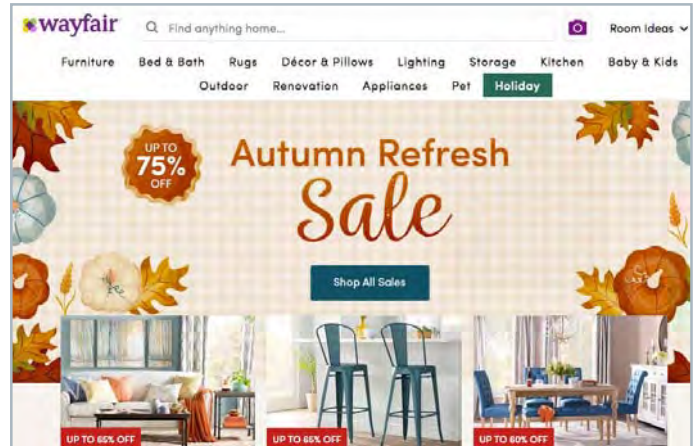 wayfair
Find anything home...
Room Ideas
Furniture Bed & Bath Rugs Décor & Pillows Lighting Storage Kitchen Baby & Kids
Outdoor Renovation Appliances Pet Holiday
UP TO
75%
OFF
Autumn Refresh
Sale
Shop All Sales
UP TO 65% OFF UP TO 65% OFF UP TO 60% OFF